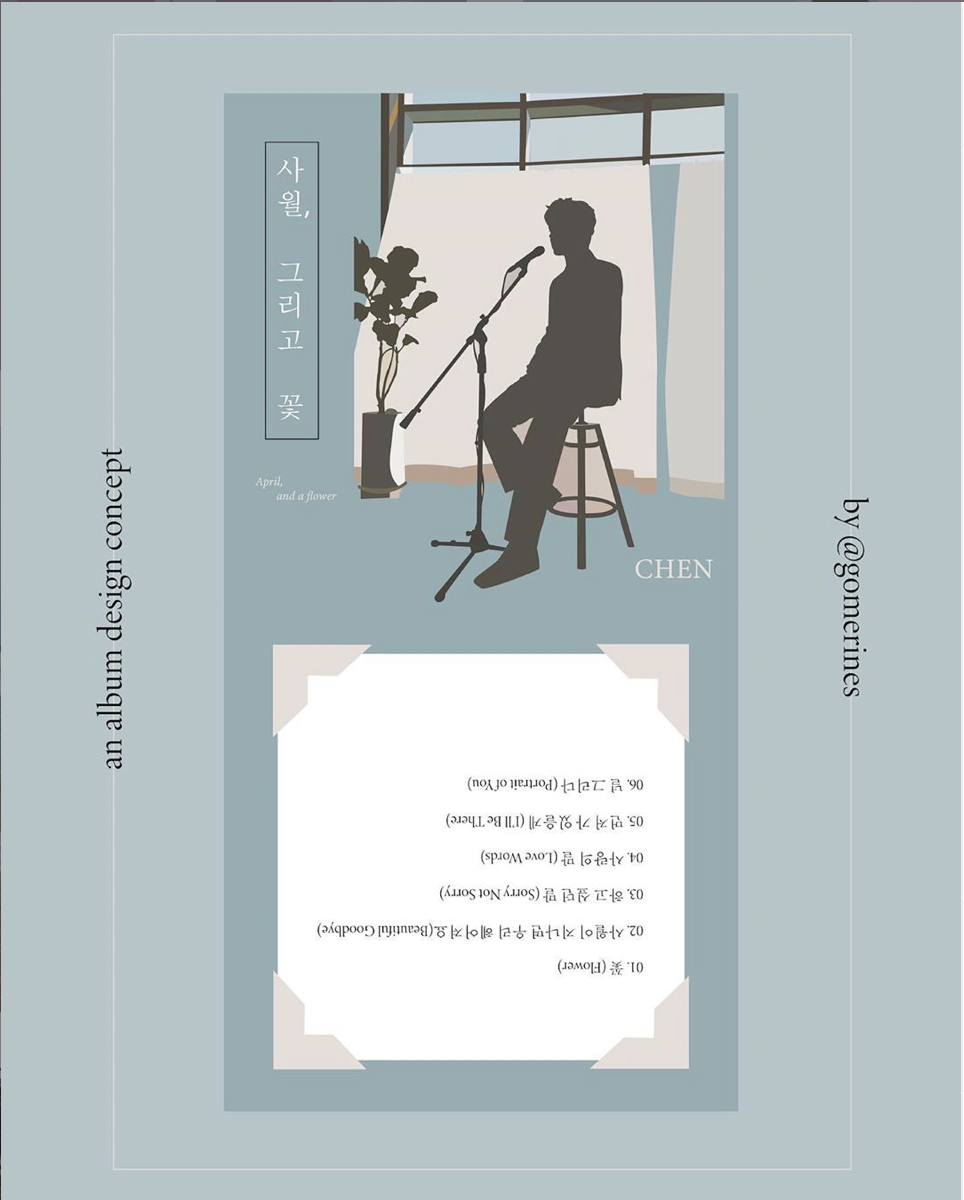 사월, 그리고 꽃
April,
and a flower
CHEN
an album design concept
by @gomerines
01. 꽃 (Flower)
02. 사월이 지나면 우리 헤어져요(Beautiful Goodbye)
03. 하고 싶던 말 (Sorry Not Sorry)
04. 사랑의 말 (Love Words)
05. 먼저 가 있을게 (I'll Be There)
06. 널 그리다 (Portrait of You)